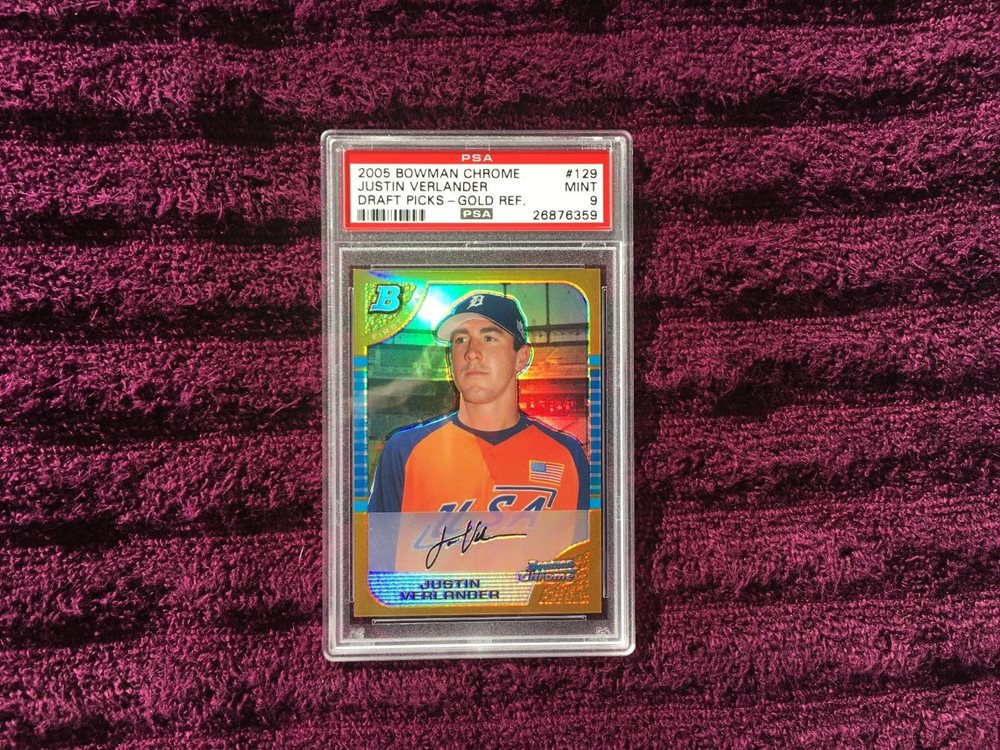 PSA
2005 BOWMAN CHROME #129
JUSTIN VERLANDER MINT
DRAFT PICKS - GOLD REF. 9
PSA 26876359
B
FIRST
USA
Bowman
Chrome
JUSTIN
VERLANDER